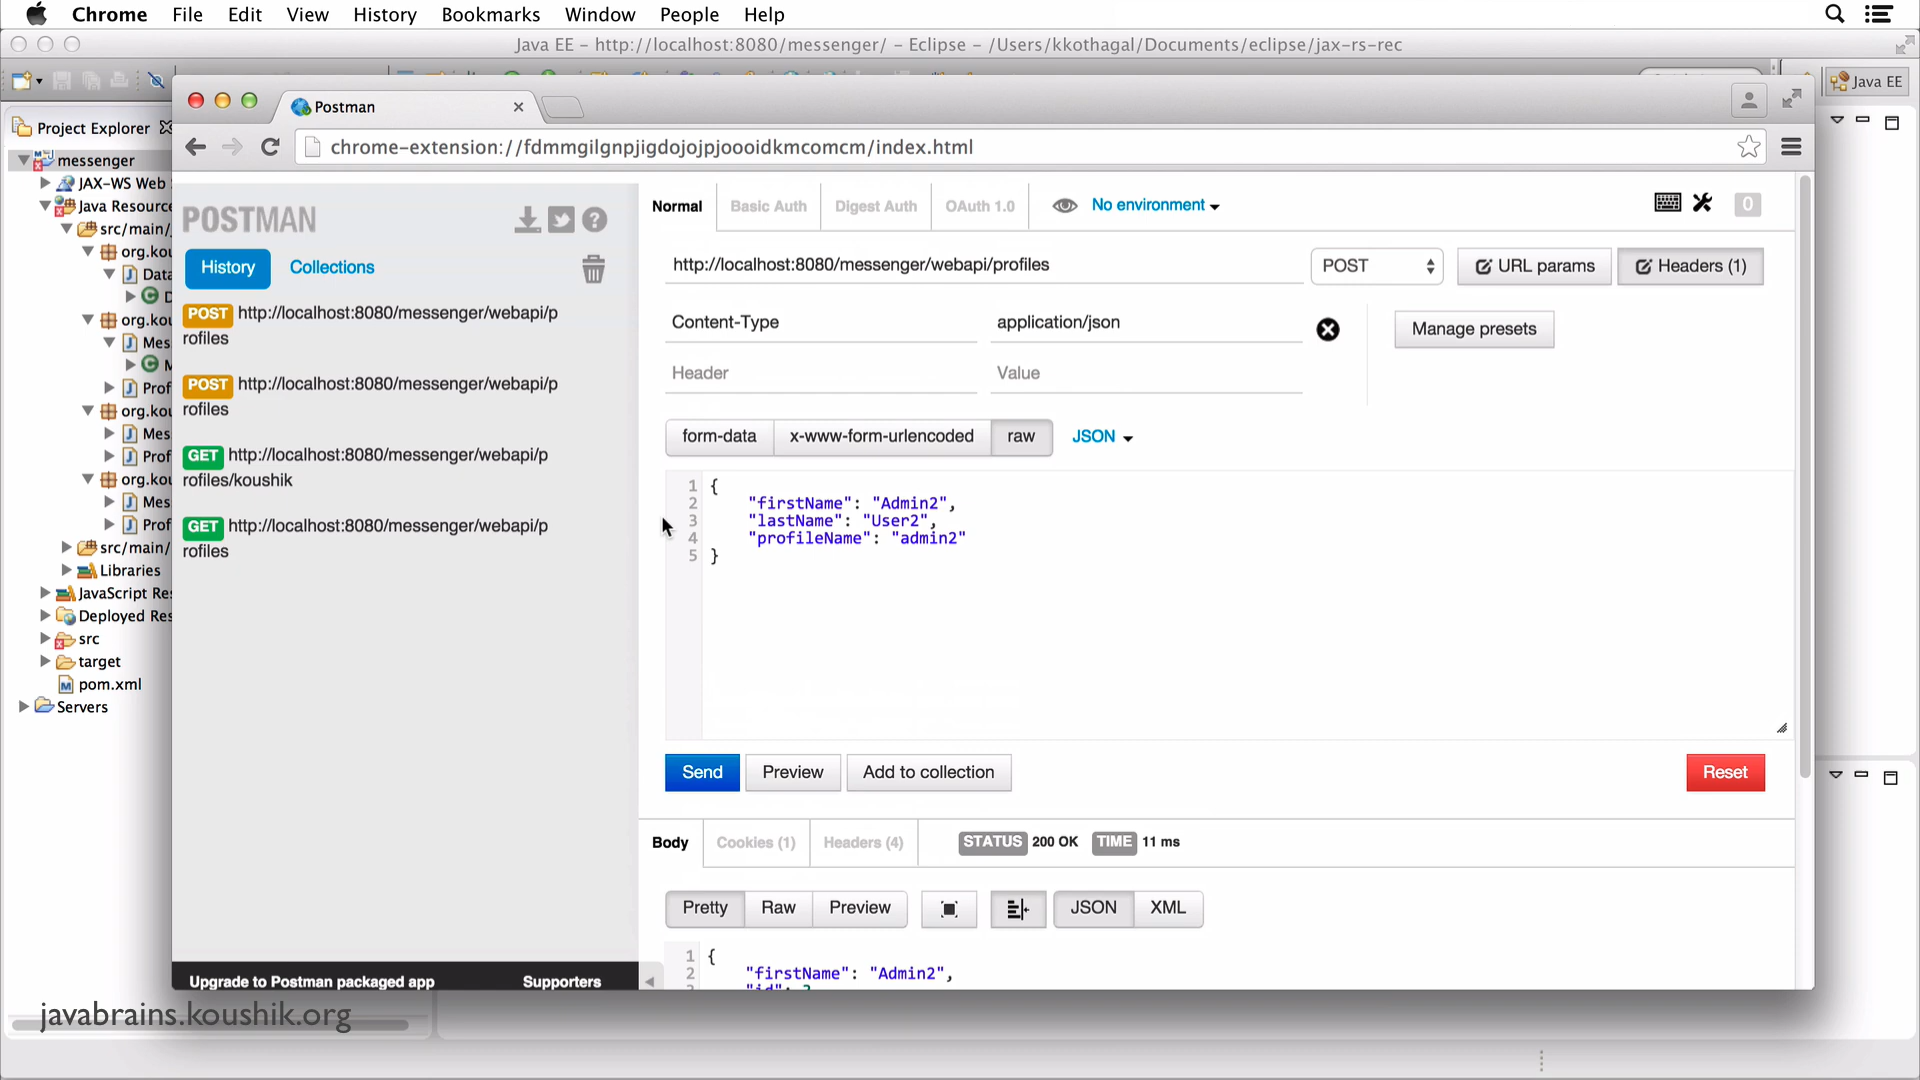 Chrome File Edit View History Bookmarks Window People Help
Java EE - http://localhost:8080/messenger/ - Eclipse - /Users/kkothagal/Documents/eclipse/jax-rs-rec
Java EE
Postman
Project Explorer
chrome-extension://fdmmgilgnpjigdojojpjoooidkmcomcm/index.html
messenger
JAX-WS Web
Java Resource
src/main/
org.kou
Data
org.kou
Mes
Prof
org.kou
Mes
Prof
org.kou
Mes
Prof
src/main/
Libraries
JavaScript Res
Deployed Res
src
target
pom.xml
Servers
POSTMAN
History Collections
POST http://localhost:8080/messenger/webapi/p
rofiles
POST http://localhost:8080/messenger/webapi/p
rofiles
GET http://localhost:8080/messenger/webapi/p
rofiles/koushik
GET http://localhost:8080/messenger/webapi/p
rofiles
Upgrade to Postman packaged app Supporters
Normal Basic Auth Digest Auth OAuth 1.0 No environment 0
http://localhost:8080/messenger/webapi/profiles POST URL params Headers (1)
Content-Type application/json Manage presets
Header Value
form-data x-www-form-urlencoded raw JSON
1 {
2 "firstName": "Admin2",
3 "lastName": "User2",
4 "profileName": "admin2"
5 }
Send Preview Add to collection Reset
Body Cookies (1) Headers (4) STATUS 200 OK TIME 11 ms
Pretty Raw Preview JSON XML
1 {
2 "firstName": "Admin2",
javabrains.koushik.org